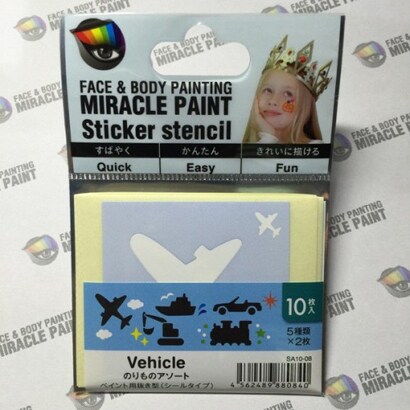 FACE & BODY PAINTING
MIRACLE PAINT
Sticker stencil
すばやく かんたん きれいに描ける
Quick Easy Fun
10枚入
5種類
×2枚
Vehicle
のりものアソート
ペイント用抜き型(シールタイプ)
SA10-08
4 562489 880840
FACE & BODY PAINTING
MIRACLE PAINT